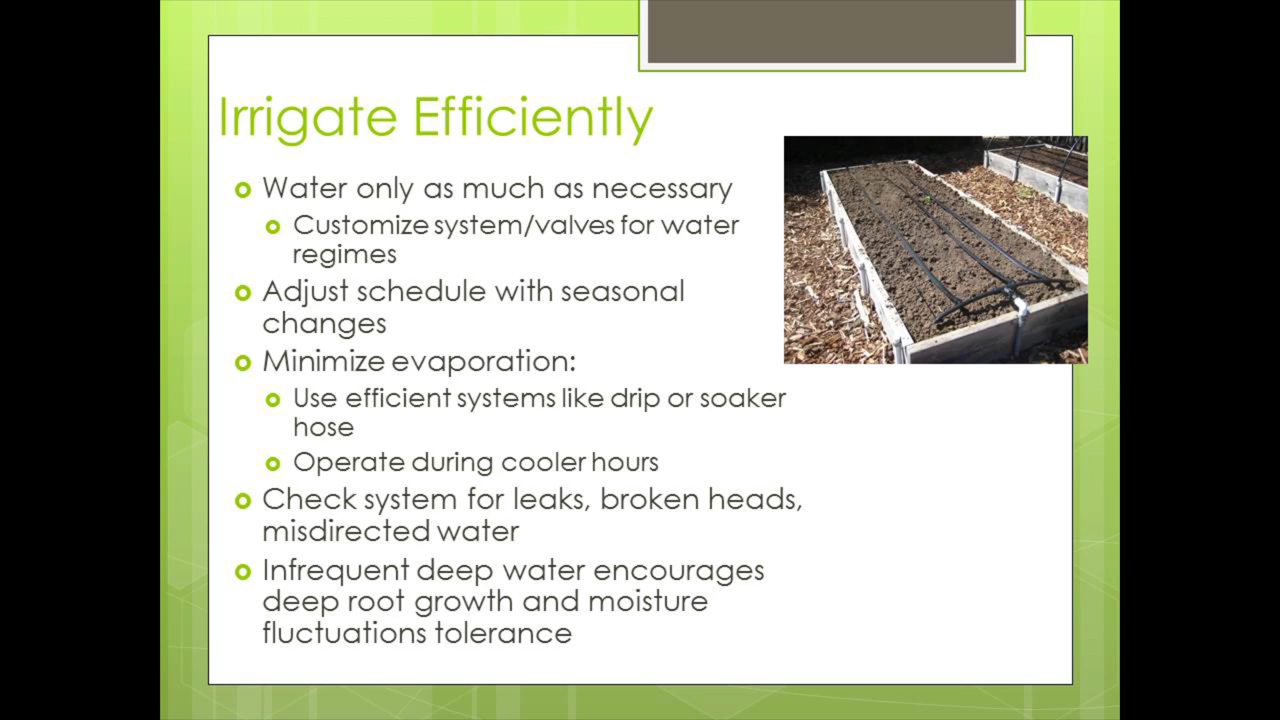 Irrigate Efficiently
Water only as much as necessary
Customize system/valves for water
regimes
Adjust schedule with seasonal
changes
Minimize evaporation:
Use efficient systems like drip or soaker
hose
Operate during cooler hours
Check system for leaks, broken heads,
misdirected water
Infrequent deep water encourages
deep root growth and moisture
fluctuations tolerance